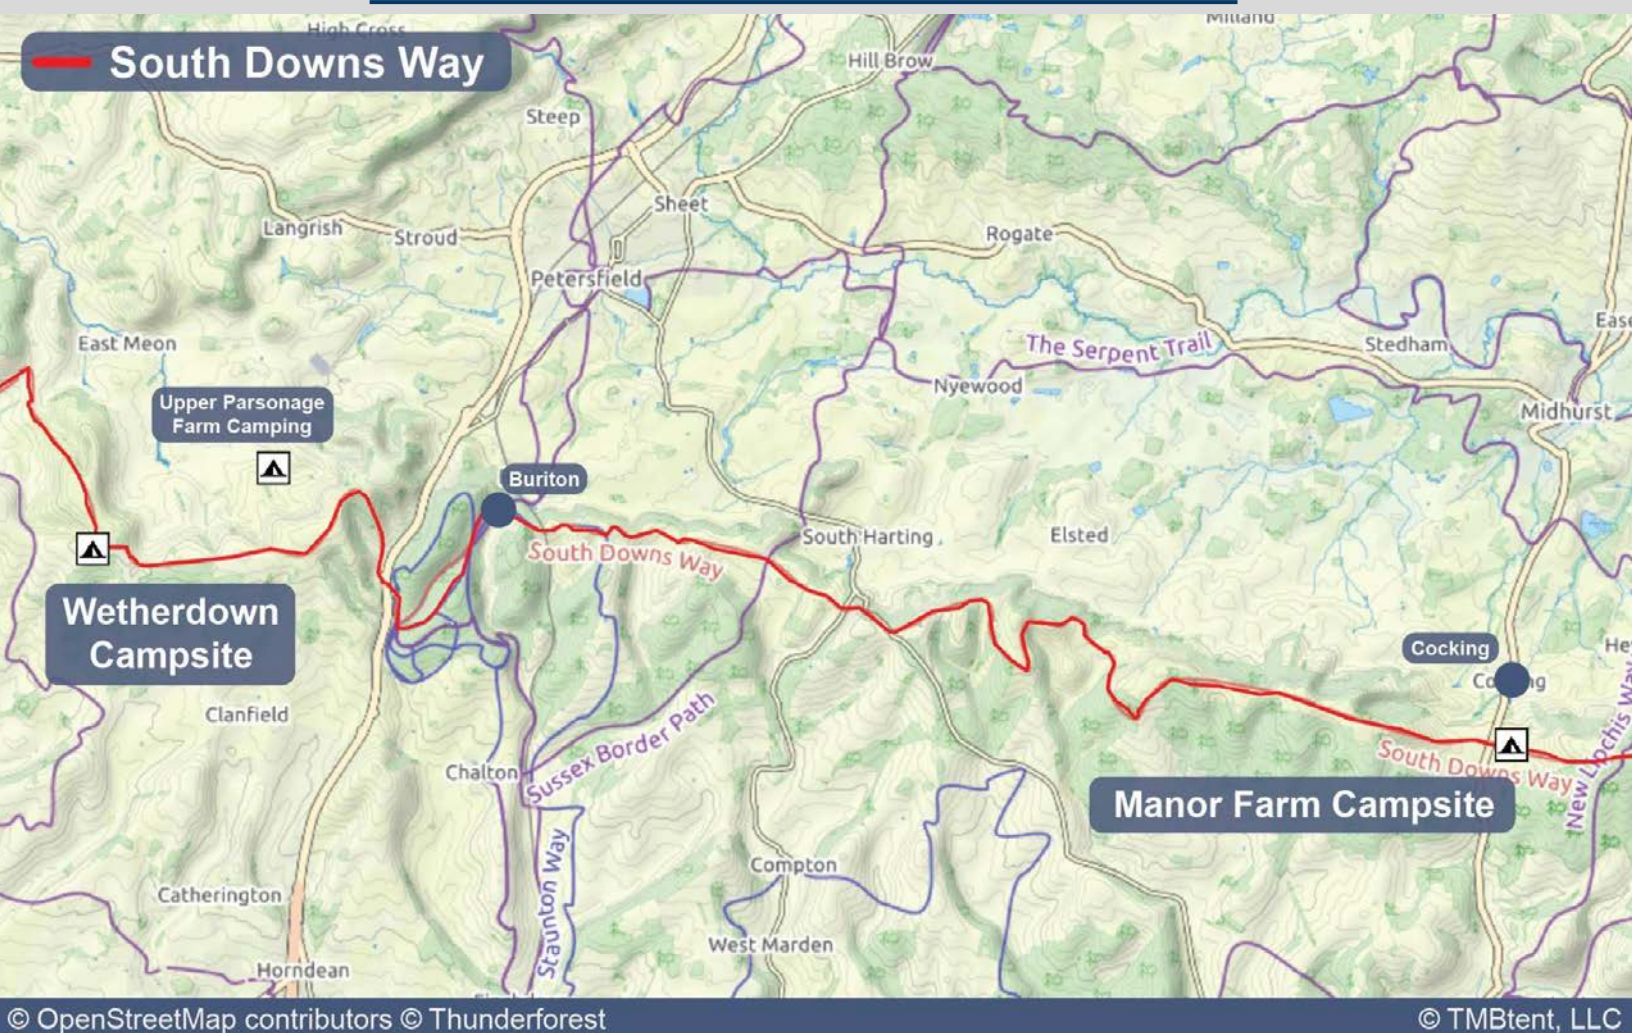 High Cross
Milland
South Downs Way
Hill Brow
Steep
Sheet
Langrish
Stroud
Rogate
Petersfield
East Meon
The Serpent Trail
Stedham
Nyewood
Upper Parsonage
Farm Camping
Midhurst
Buriton
South Harting
Elsted
South Downs Way
Wetherdown
Campsite
Cocking
Clanfield
Chalton
Sussex Border Path
South Downs Way
Manor Farm Campsite
Compton
Catherington
Staunton Way
West Marden
Horndean
© OpenStreetMap contributors © Thunderforest
© TMBtent, LLC